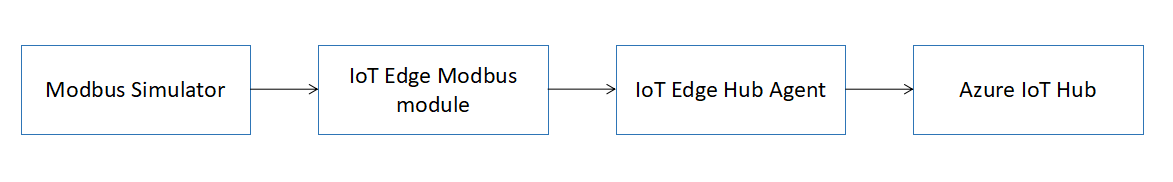 Modbus Simulator
IoT Edge Modbus
module
IoT Edge Hub Agent
Azure IoT Hub